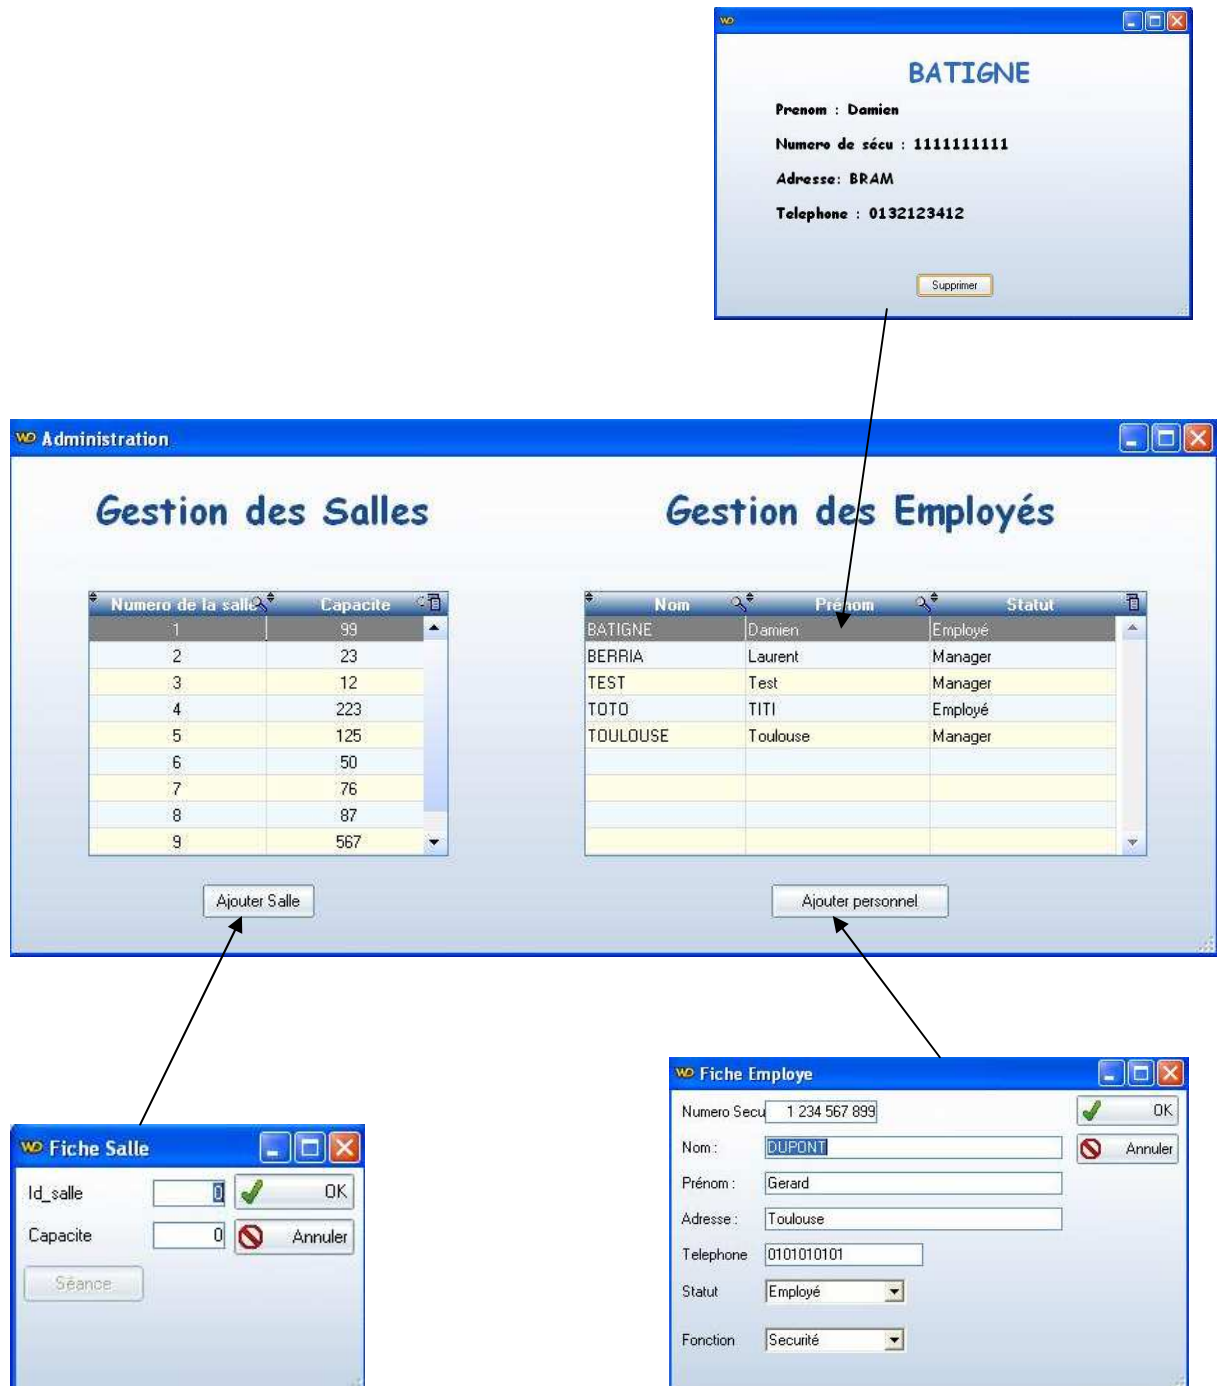 BATIGNE
Prenom : Damien
Numero de sécu : 1111111111
Adresse: BRAM
Telephone : 0132123412
Supprimer
Administration
Gestion des Salles
Gestion des Employés
Numero de la salle Capacite
1 99
2 23
3 12
4 223
5 125
6 50
7 76
8 87
9 567
Nom Prénom Statut
BATIGNE Damien Employé
BERRIA Laurent Manager
TEST Test Manager
TOTO TITI Employé
TOULOUSE Toulouse Manager
Ajouter Salle
Ajouter personnel
Fiche Salle
Id_salle 0 OK
Capacite 0 Annuler
Séance
Fiche Employe
Numero Secu 1 234 567 899 OK
Nom : DUPONT Annuler
Prénom : Gerard
Adresse : Toulouse
Telephone 0101010101
Statut Employé
Fonction Securité